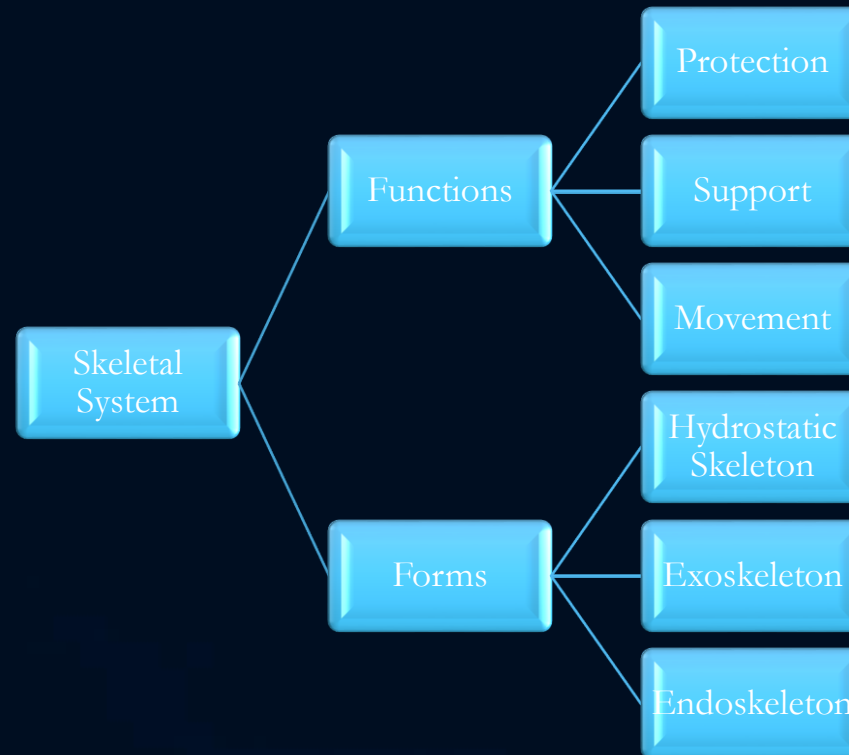 Skeletal
System
Functions
Protection
Support
Movement
Forms
Hydrostatic
Skeleton
Exoskeleton
Endoskeleton